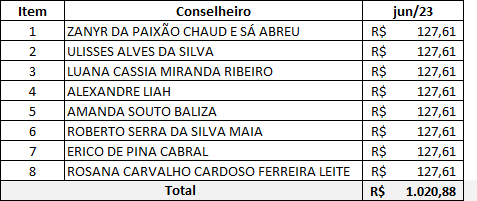 Item Conselheiro jun/23
1 ZANYR DA PAIXÃO CHAUD E SÁ ABREU R$ 127,61
2 ULISSES ALVES DA SILVA R$ 127,61
3 LUANA CASSIA MIRANDA RIBEIRO R$ 127,61
4 ALEXANDRE LIAH R$ 127,61
5 AMANDA SOUTO BALIZA R$ 127,61
6 ROBERTO SERRA DA SILVA MAIA R$ 127,61
7 ERICO DE PINA CABRAL R$ 127,61
8 ROSANA CARVALHO CARDOSO FERREIRA LEITE R$ 127,61
Total R$ 1.020,88